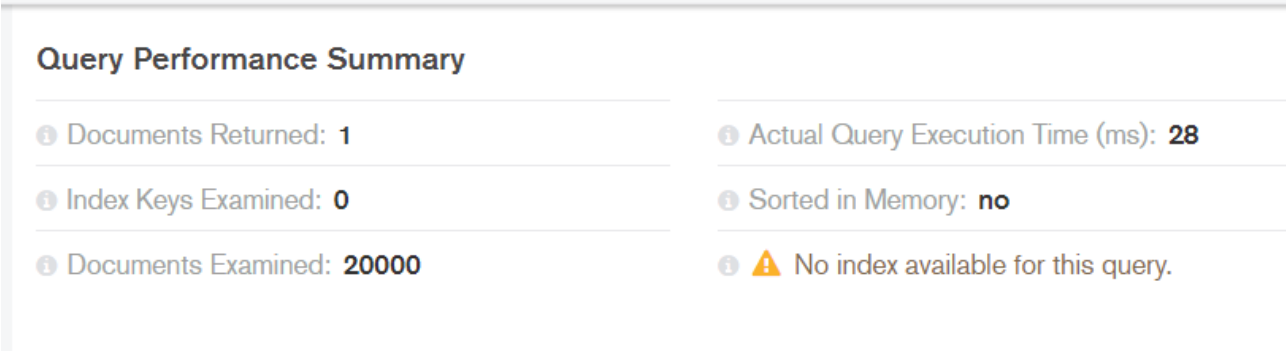 Query Performance Summary
Documents Returned: 1
Actual Query Execution Time (ms): 28
Index Keys Examined: 0
Sorted in Memory: no
Documents Examined: 20000
No index available for this query.